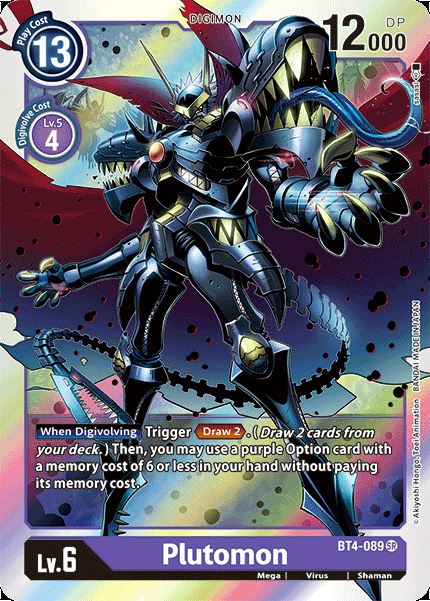 Play Cost
13
DIGIMON
12000
DP
Digivolve Cost
Lv.5
4
When Digivolving Trigger Draw 2 . (Draw 2 cards from
your deck.) Then, you may use a purple Option card with
a memory cost of 6 or less in your hand without paying
its memory cost.
© Akiyoshi Hongo, Toei Animation BANDAI MADE IN JAPAN
BT4-089 SR
Lv.6
Plutomon
Mega | Virus | Shaman